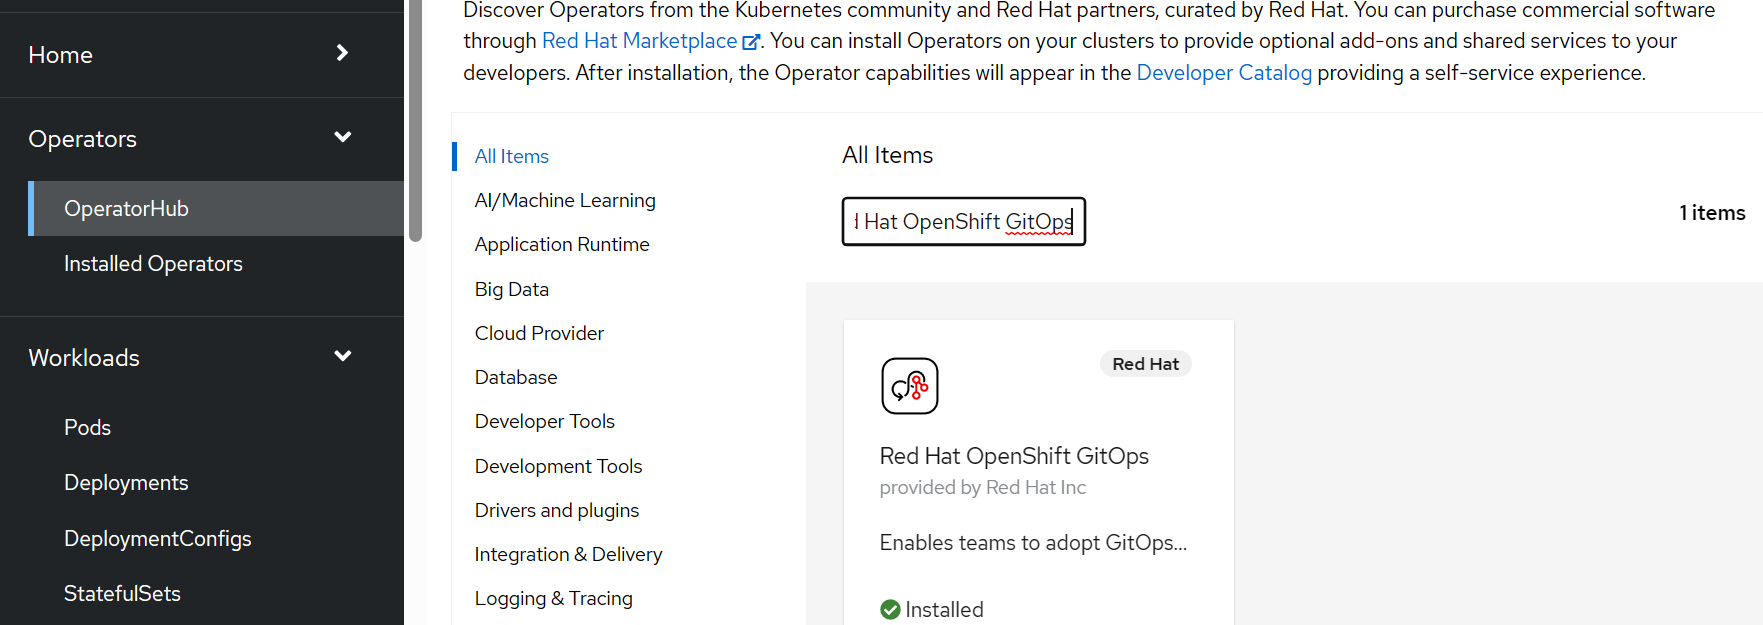 Discover Operators from the Kubernetes community and Red Hat partners, curated by Red Hat. You can purchase commercial software
through Red Hat Marketplace. You can install Operators on your clusters to provide optional add-ons and shared services to your
developers. After installation, the Operator capabilities will appear in the Developer Catalog providing a self-service experience.
Home
Operators
OperatorHub
Installed Operators
Workloads
Pods
Deployments
DeploymentConfigs
StatefulSets
All Items
AI/Machine Learning
Application Runtime
Big Data
Cloud Provider
Database
Developer Tools
Development Tools
Drivers and plugins
Integration & Delivery
Logging & Tracing
All Items
Hat OpenShift GitOps
1 items
Red Hat
Red Hat OpenShift GitOps
provided by Red Hat Inc
Enables teams to adopt GitOps...
Installed